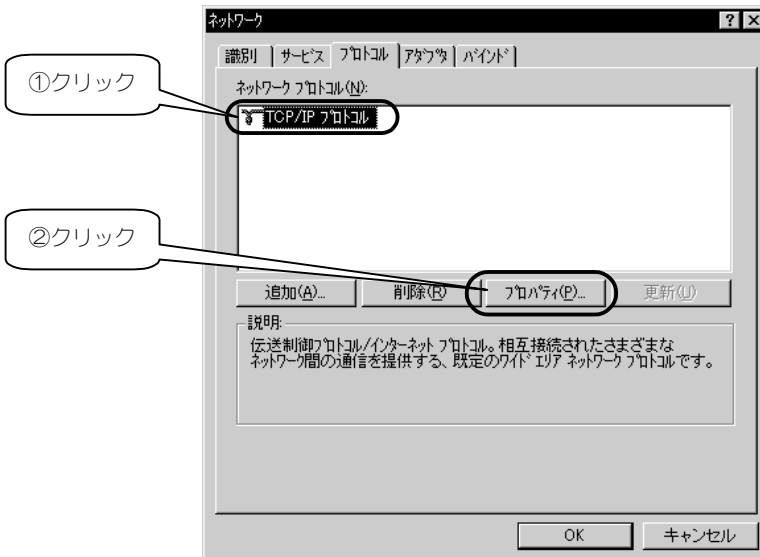 ネットワーク
識別 サービス プロトコル アダプタ バインド
①クリック
ネットワーク プロトコル(N):
TCP/IP プロトコル
②クリック
追加(A)... 削除(R) プロパティ(P)... 更新(U)
説明:
伝送制御プロトコル/インターネット プロトコル。相互接続されたさまざまな
ネットワーク間の通信を提供する、既定のワイド エリア ネットワーク プロトコルです。
OK キャンセル